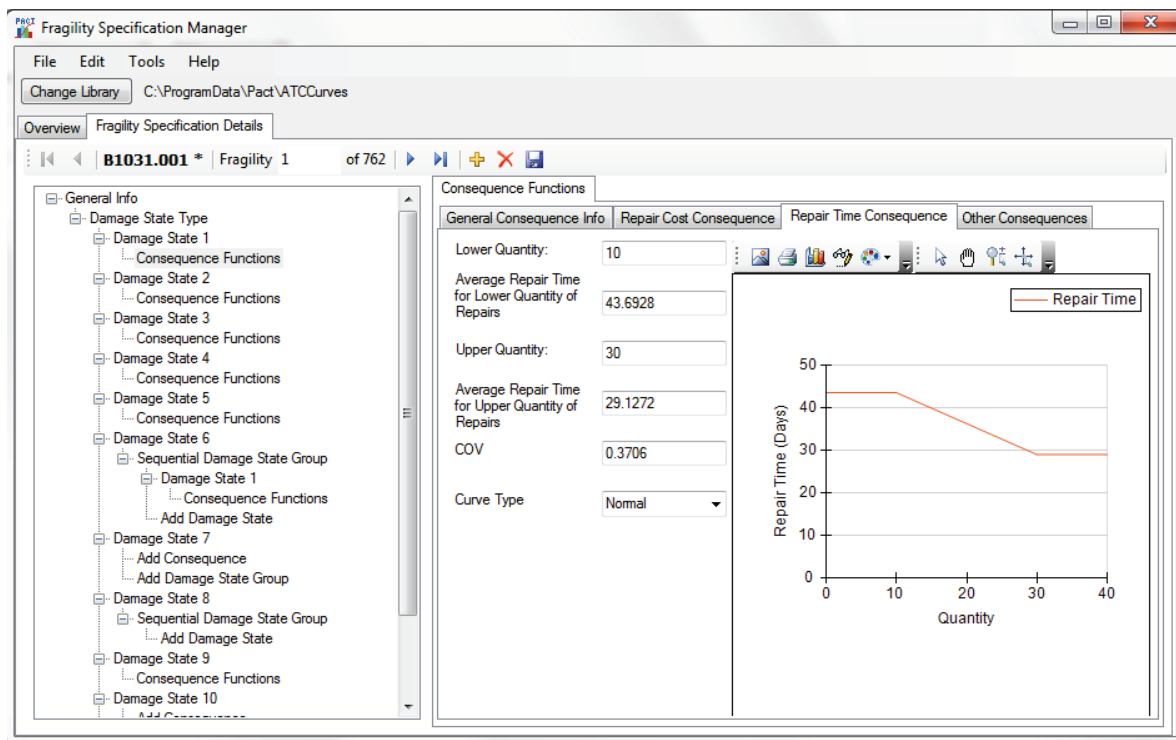 PACT
Fragility Specification Manager
File Edit Tools Help
Change Library C:\ProgramData\Pact\ATCCurves
Overview Fragility Specification Details
B1031.001 * Fragility 1 of 762
General Info
Damage State Type
Damage State 1
Consequence Functions
Damage State 2
Consequence Functions
Damage State 3
Consequence Functions
Damage State 4
Consequence Functions
Damage State 5
Consequence Functions
Damage State 6
Sequential Damage State Group
Damage State 1
Consequence Functions
Add Damage State
Damage State 7
Add Consequence
Add Damage State Group
Damage State 8
Sequential Damage State Group
Add Damage State
Damage State 9
Consequence Functions
Damage State 10
Add Consequence
Consequence Functions
General Consequence Info Repair Cost Consequence Repair Time Consequence Other Consequences
Lower Quantity: 10
Average Repair Time
for Lower Quantity of
Repairs
43.6928
Upper Quantity: 30
Average Repair Time
for Upper Quantity of
Repairs
29.1272
COV 0.3706
Curve Type Normal
Repair Time
50
40
30
20
10
0
Repair Time (Days)
0 10 20 30 40
Quantity